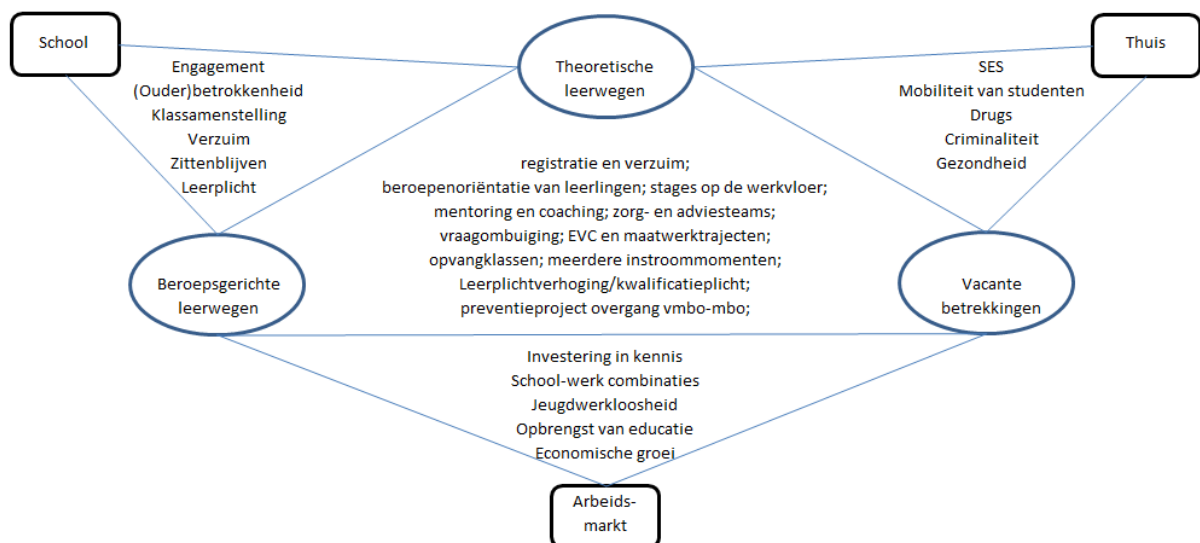 School
Engagement
(Ouder)betrokkenheid
Klassamenstelling
Verzuim
Zittenblijven
Leerplicht
Theoretische
leerwegen
Thuis
SES
Mobiliteit van studenten
Drugs
Criminaliteit
Gezondheid
registratie en verzuim;
beroepenoriëntatie van leerlingen; stages op de werkvloer;
mentoring en coaching; zorg- en adviesteams;
vraagombuiging; EVC en maatwerktrajecten;
opvangklassen; meerdere instroommomenten;
Leerplichtverhoging/kwalificatieplicht;
preventieproject overgang vmbo-mbo;
Beroepsgerichte
leerwegen
Vacante
betrekkingen
Investering in kennis
School-werk combinaties
Jeugdwerkloosheid
Opbrengst van educatie
Economische groei
Arbeids-
markt